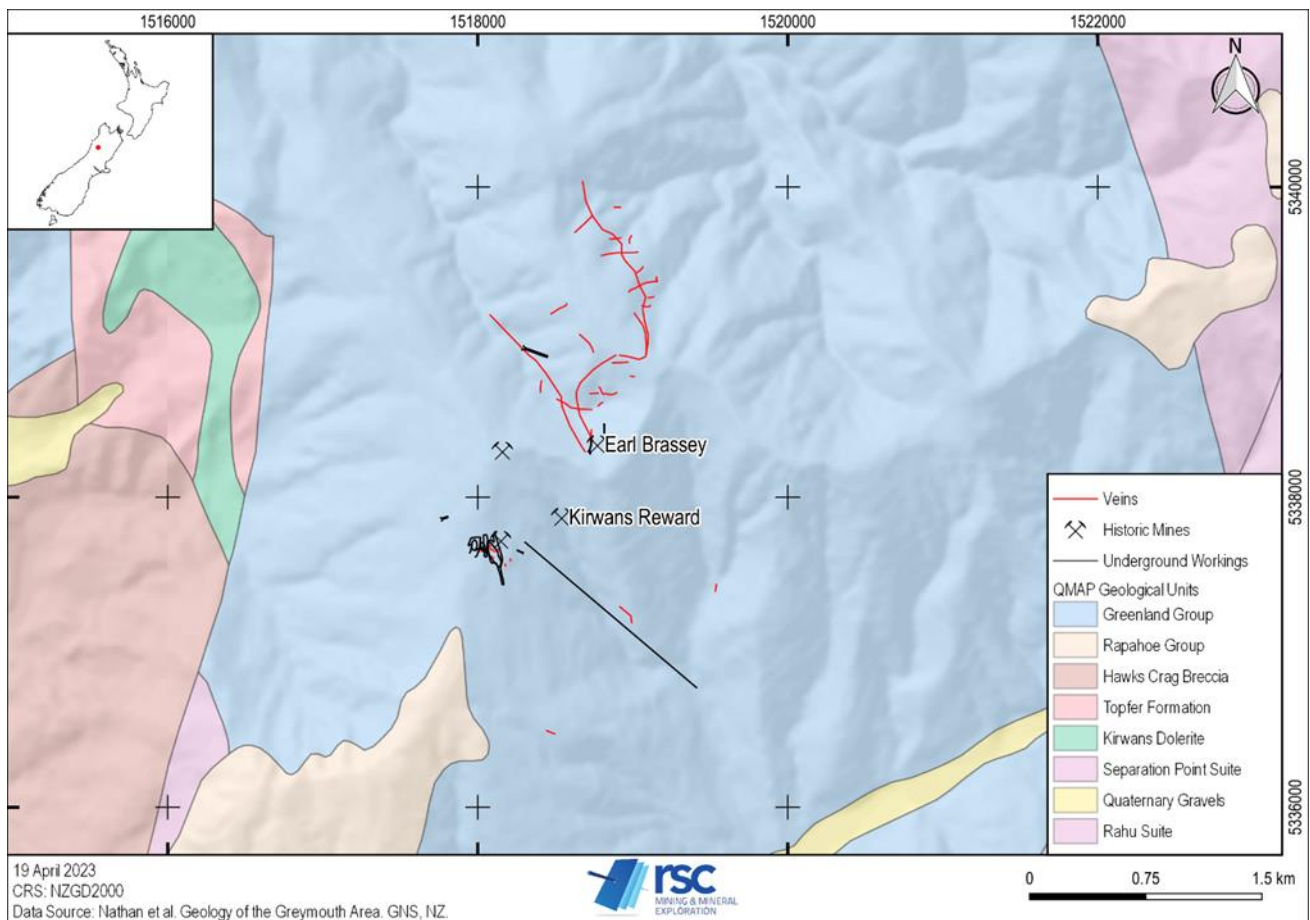 1516000
1518000
1520000
1522000
N
5340000
Earl Brassey
5338000
Kirwans Reward
Veins
Historic Mines
Underground Workings
QMAP Geological Units
Greenland Group
Rapahoe Group
Hawks Crag Breccia
Topfer Formation
Kirwans Dolerite
Separation Point Suite
Quaternary Gravels
Rahu Suite
5336000
19 April 2023
CRS: NZGD2000
Data Source: Nathan et al. Geology of the Greymouth Area. GNS, NZ.
rsc
MINING & MINERAL
EXPLORATION
0 0.75 1.5 km